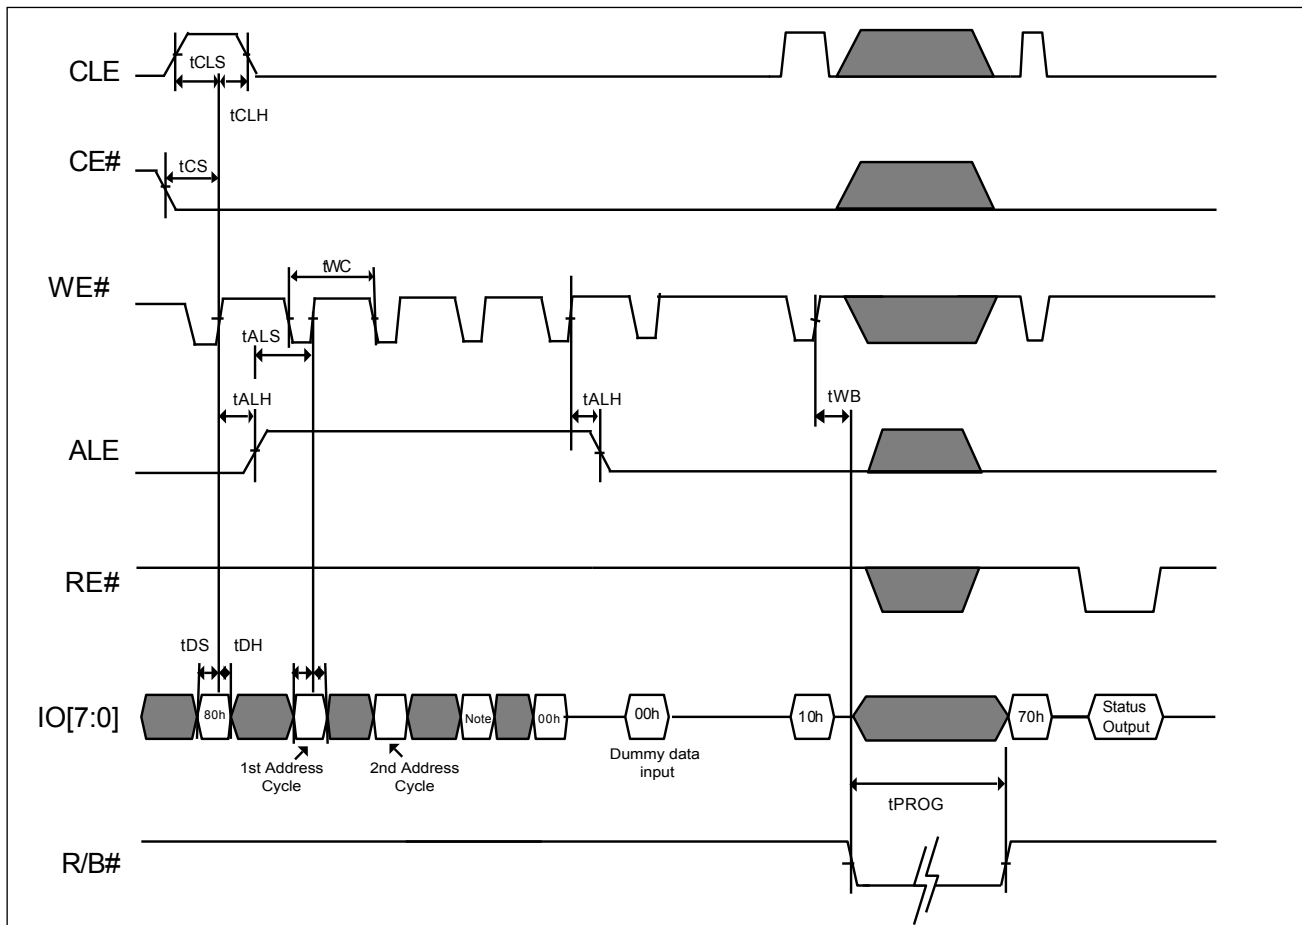 CLE
tCLS
tCLH
CE#
tCS
WE#
tWC
tALS
tALH
tALH
tWB
ALE
RE#
tDS
tDH
IO[7:0]
80h
Note
00h
00h
10h
70h
Status
Output
1st Address
Cycle
2nd Address
Cycle
Dummy data
input
tPROG
R/B#